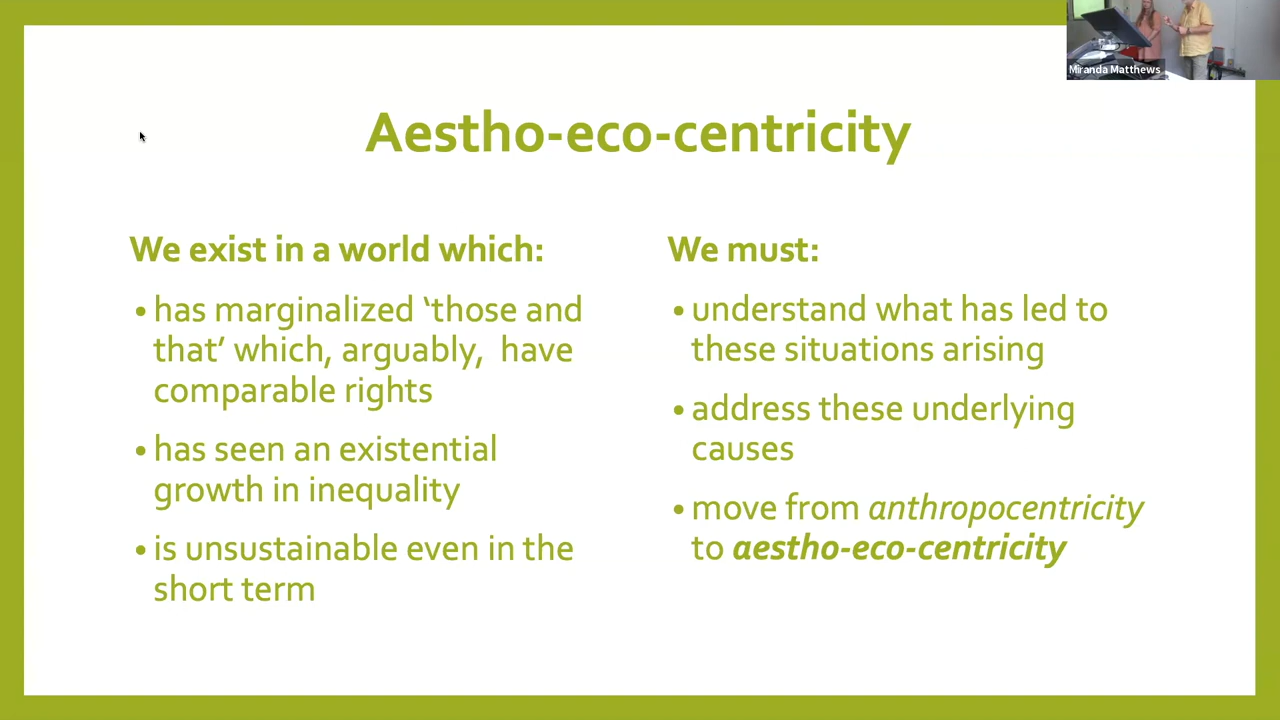 Miranda Matthews
Aestho-eco-centricity
We exist in a world which:
• has marginalized ‘those and
that’ which, arguably,  have
comparable rights
• has seen an existential
growth in inequality
• is unsustainable even in the
short term
We must:
• understand what has led to
these situations arising
• address these underlying
causes
• move from anthropocentricity
to aestho-eco-centricity